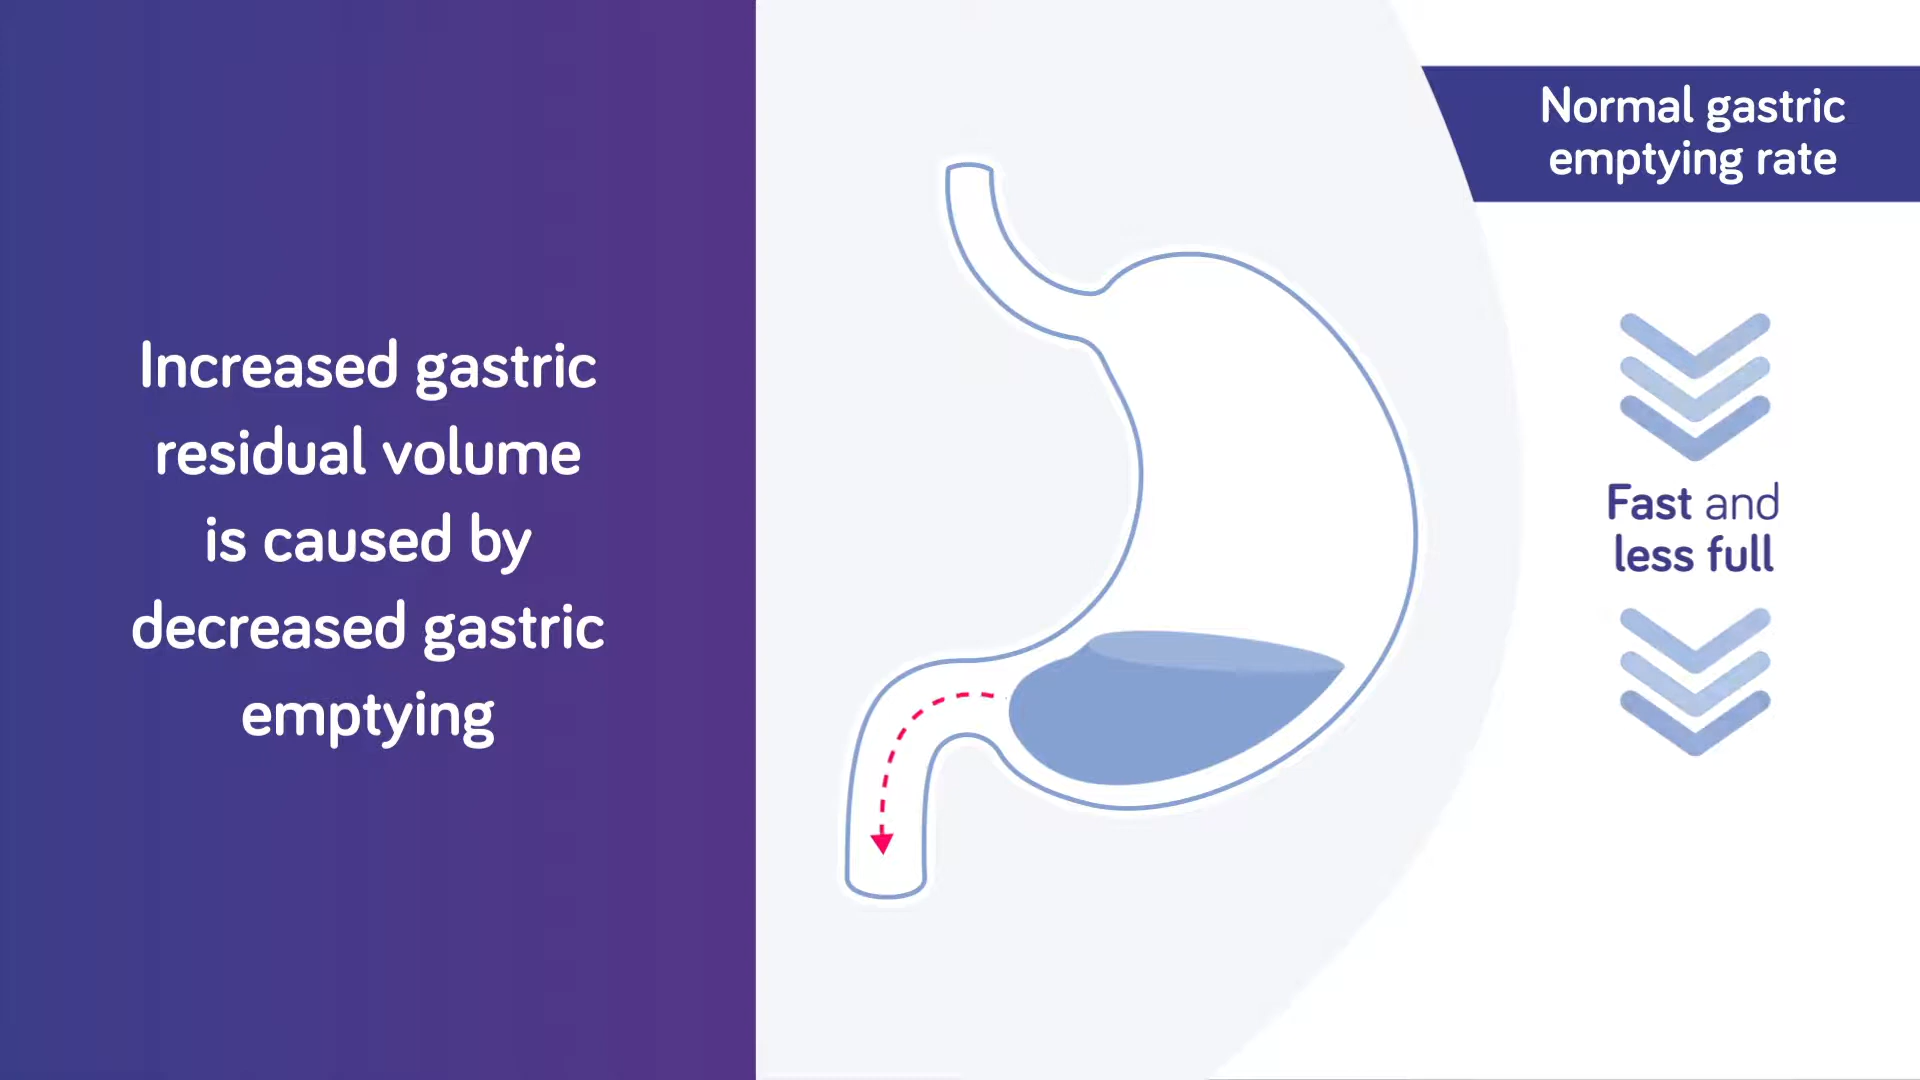 Increased gastric
residual volume
is caused by
decreased gastric
emptying
Normal gastric
emptying rate
Fast and
less full